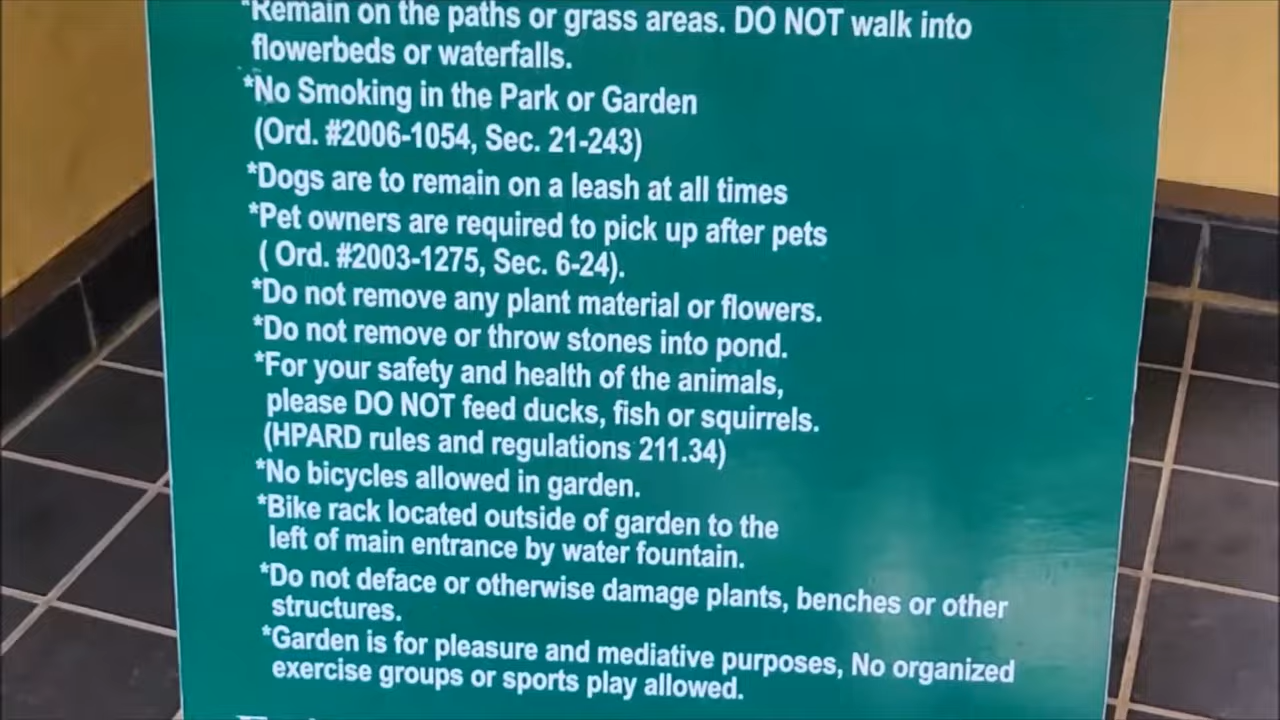 *Remain on the paths or grass areas. DO NOT walk into
flowerbeds or waterfalls.
*No Smoking in the Park or Garden
(Ord. #2006-1054, Sec. 21-243)
*Dogs are to remain on a leash at all times
*Pet owners are required to pick up after pets
( Ord. #2003-1275, Sec. 6-24).
*Do not remove any plant material or flowers.
*Do not remove or throw stones into pond.
*For your safety and health of the animals,
please DO NOT feed ducks, fish or squirrels.
(HPARD rules and regulations 211.34)
*No bicycles allowed in garden.
*Bike rack located outside of garden to the
left of main entrance by water fountain.
*Do not deface or otherwise damage plants, benches or other
structures.
*Garden is for pleasure and mediative purposes, No organized
exercise groups or sports play allowed.